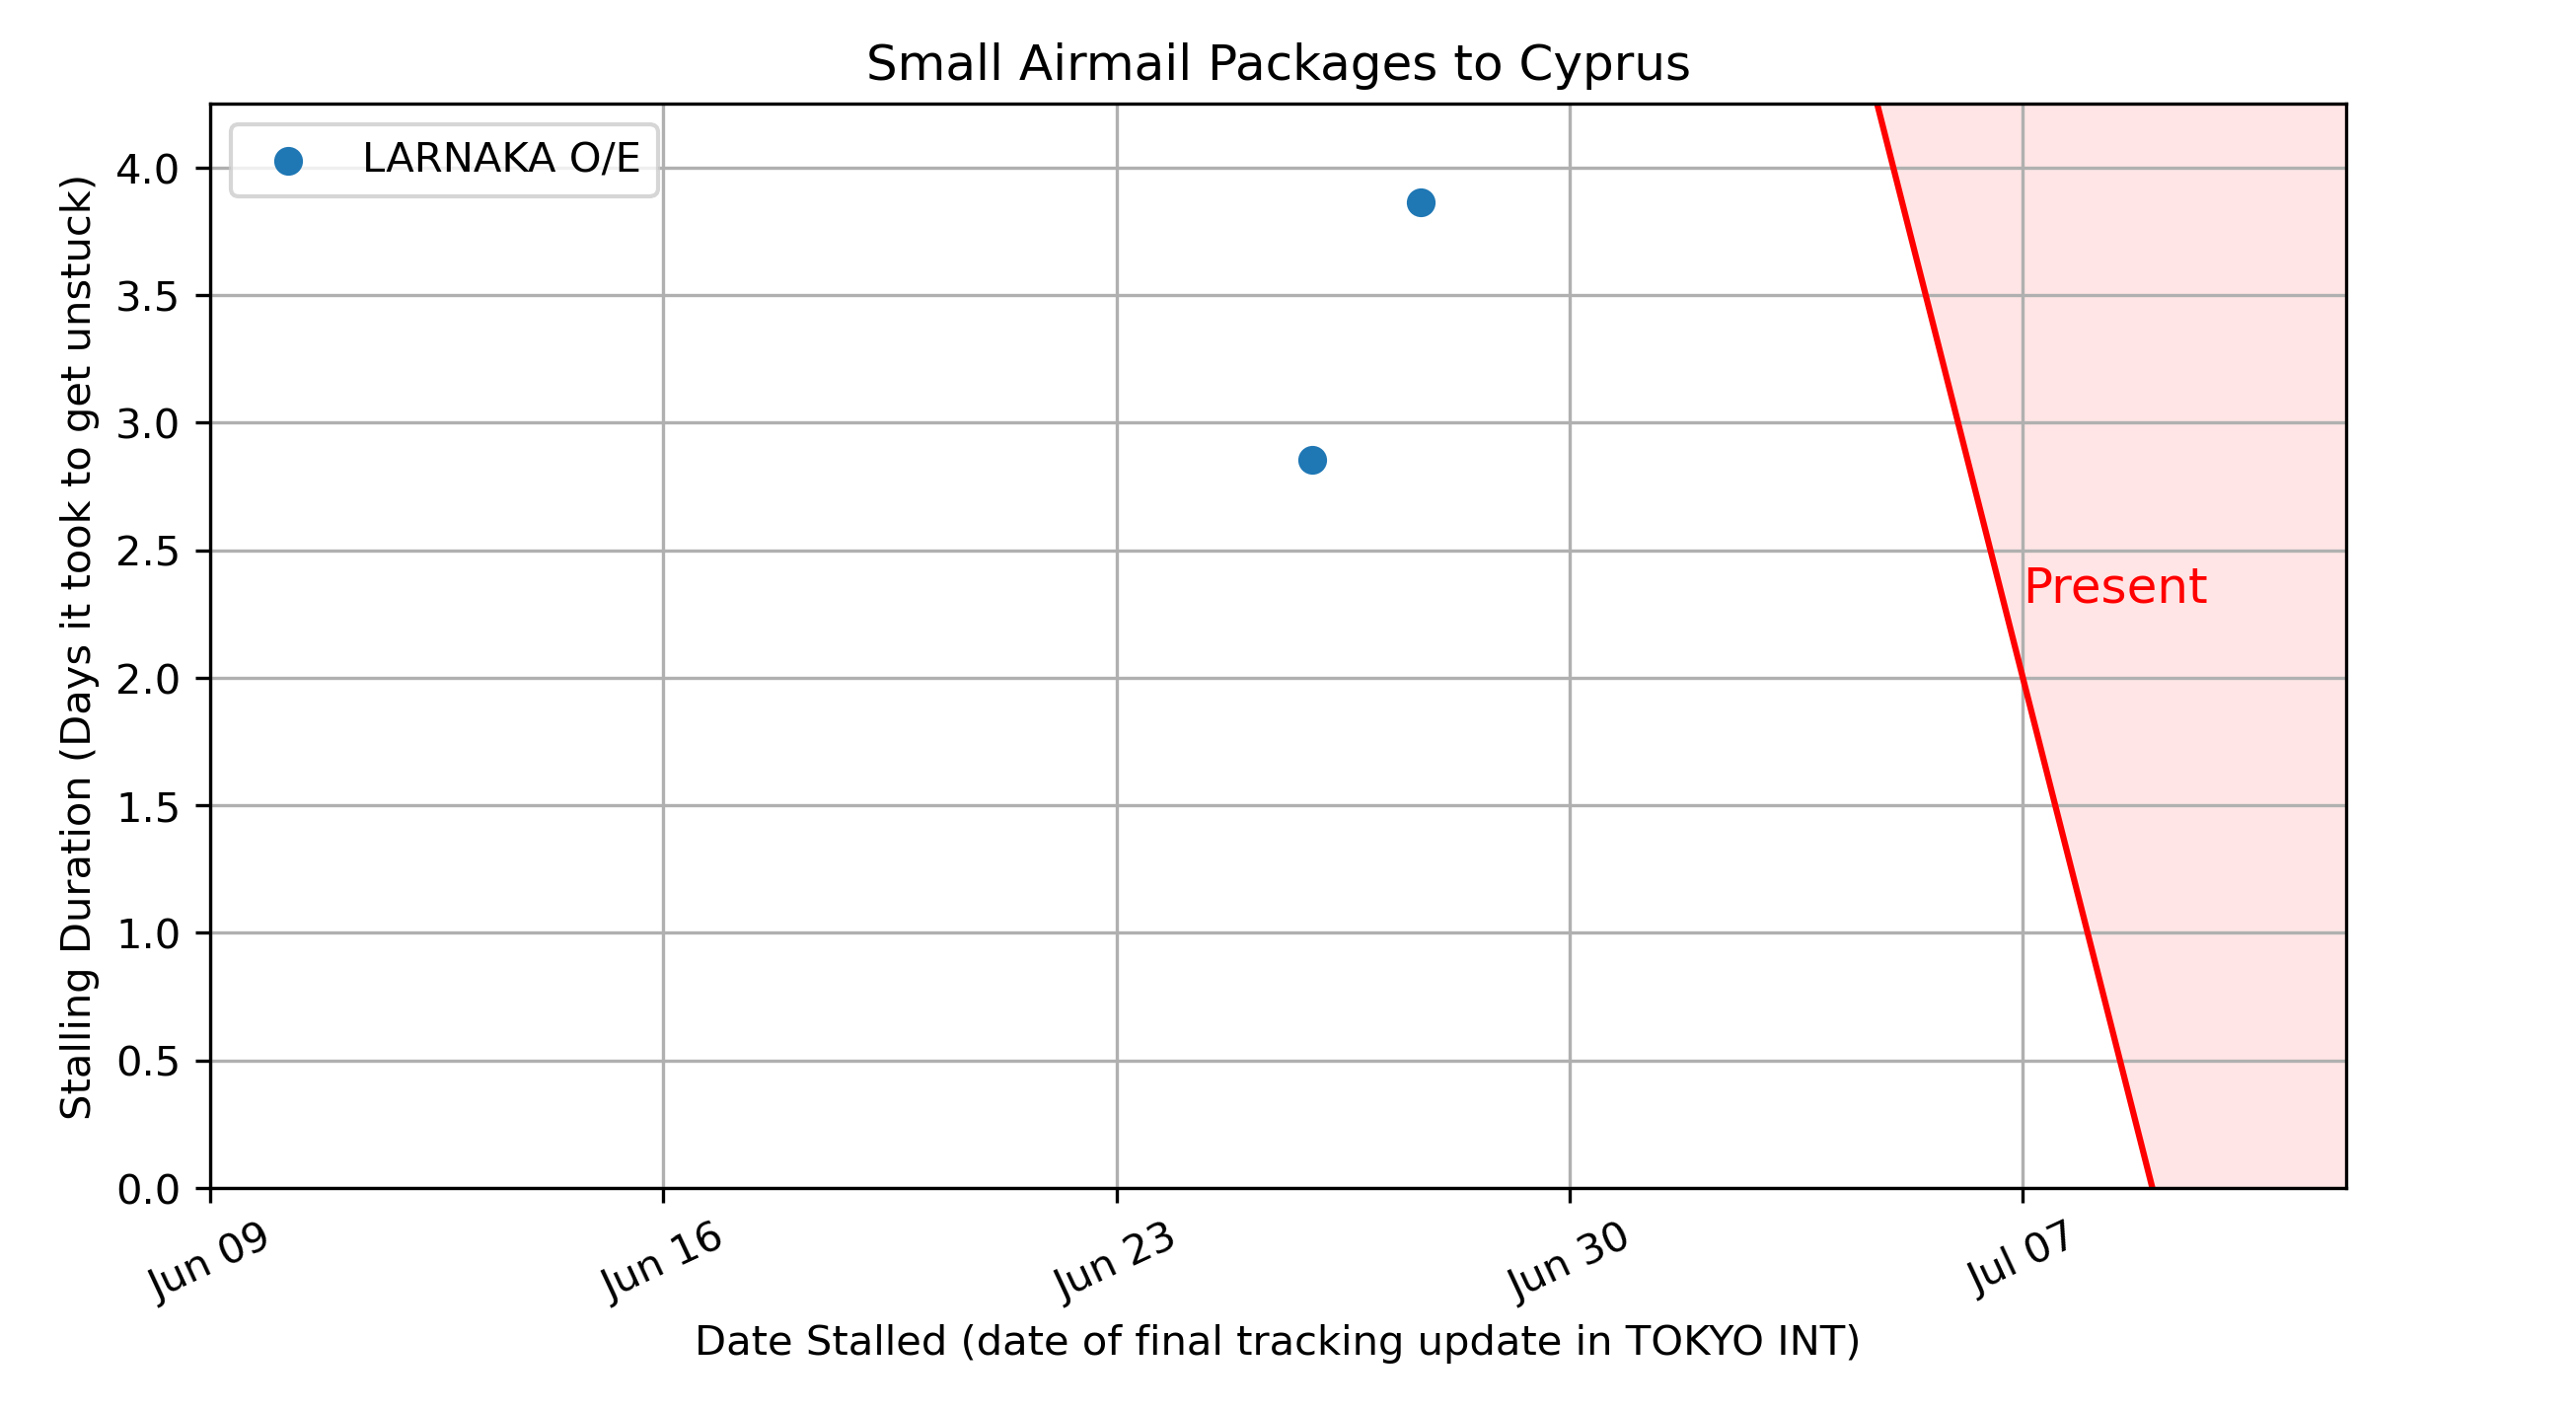 Small Airmail Packages to Cyprus
LARNAKA O/E
Stalling Duration (Days it took to get unstuck)
4.0
3.5
3.0
2.5
2.0
1.5
1.0
0.5
0.0
Present
Jun 09
Jun 16
Jun 23
Jun 30
Jul 07
Date Stalled (date of final tracking update in TOKYO INT)